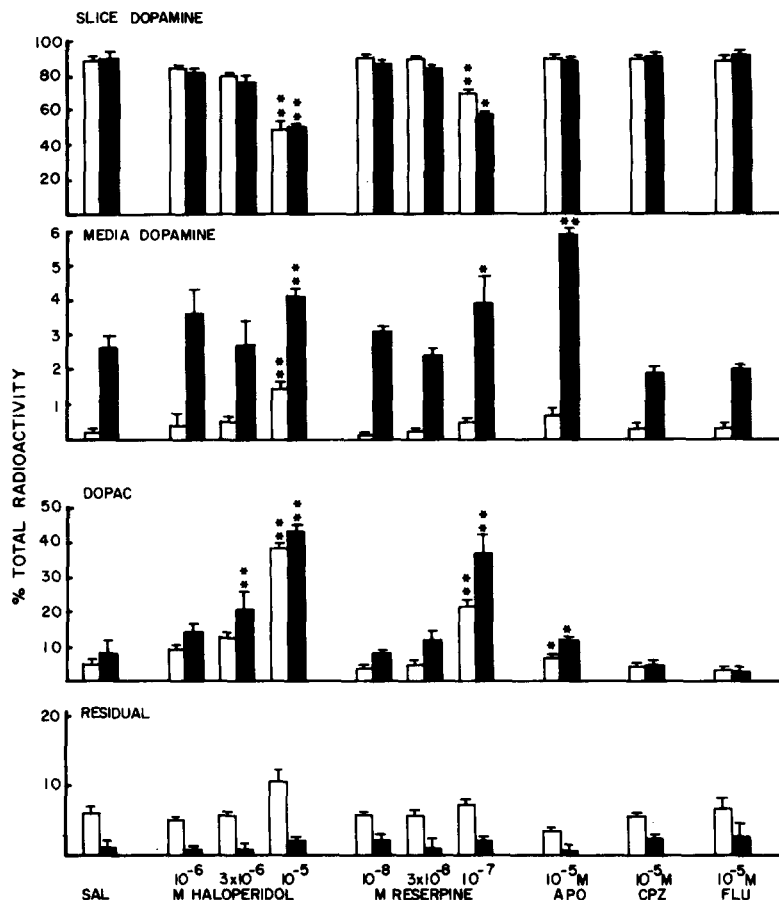 SLICE DOPAMINE
100
80
60
40
20
**
**
**
*
MEDIA DOPAMINE
6
5
4
3
2
1
**
**
*
**
% TOTAL RADIOACTIVITY
DOPAC
50
40
30
20
10
**
**
**
**
**
*
*
RESIDUAL
20
10
SAL
10⁻⁶ 3x10⁻⁶ 10⁻⁵
M HALOPERIDOL
10⁻⁸ 3x10⁻⁸ 10⁻⁷
M RESERPINE
10⁻⁵M
APO
10⁻⁵M
CPZ
10⁻⁵M
FLU